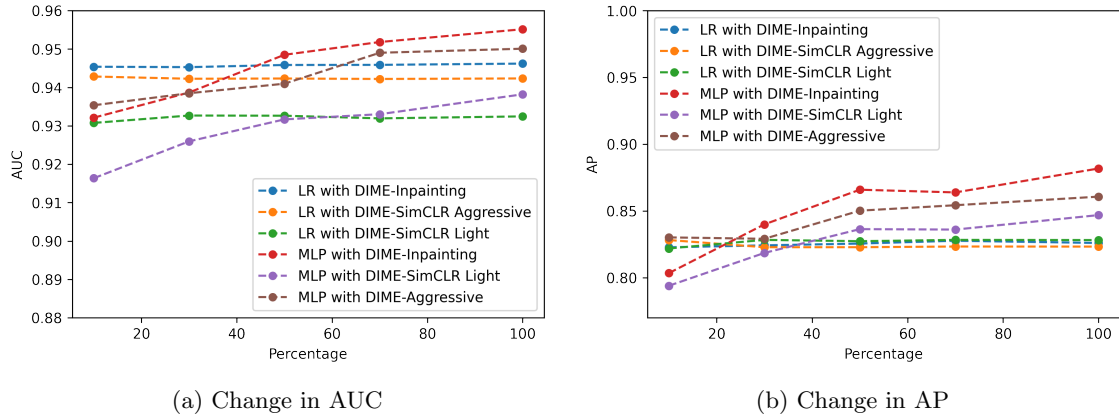 0.96
0.95
0.94
0.93
0.92
0.91
0.90
0.89
0.88
AUC
LR with DIME-Inpainting
LR with DIME-SimCLR Aggressive
LR with DIME-SimCLR Light
MLP with DIME-Inpainting
MLP with DIME-SimCLR Light
MLP with DIME-Aggressive
20 40 60 80 100
Percentage
(a) Change in AUC
1.00
0.95
0.90
0.85
0.80
AP
LR with DIME-Inpainting
LR with DIME-SimCLR Aggressive
LR with DIME-SimCLR Light
MLP with DIME-Inpainting
MLP with DIME-SimCLR Light
MLP with DIME-Aggressive
20 40 60 80 100
Percentage
(b) Change in AP